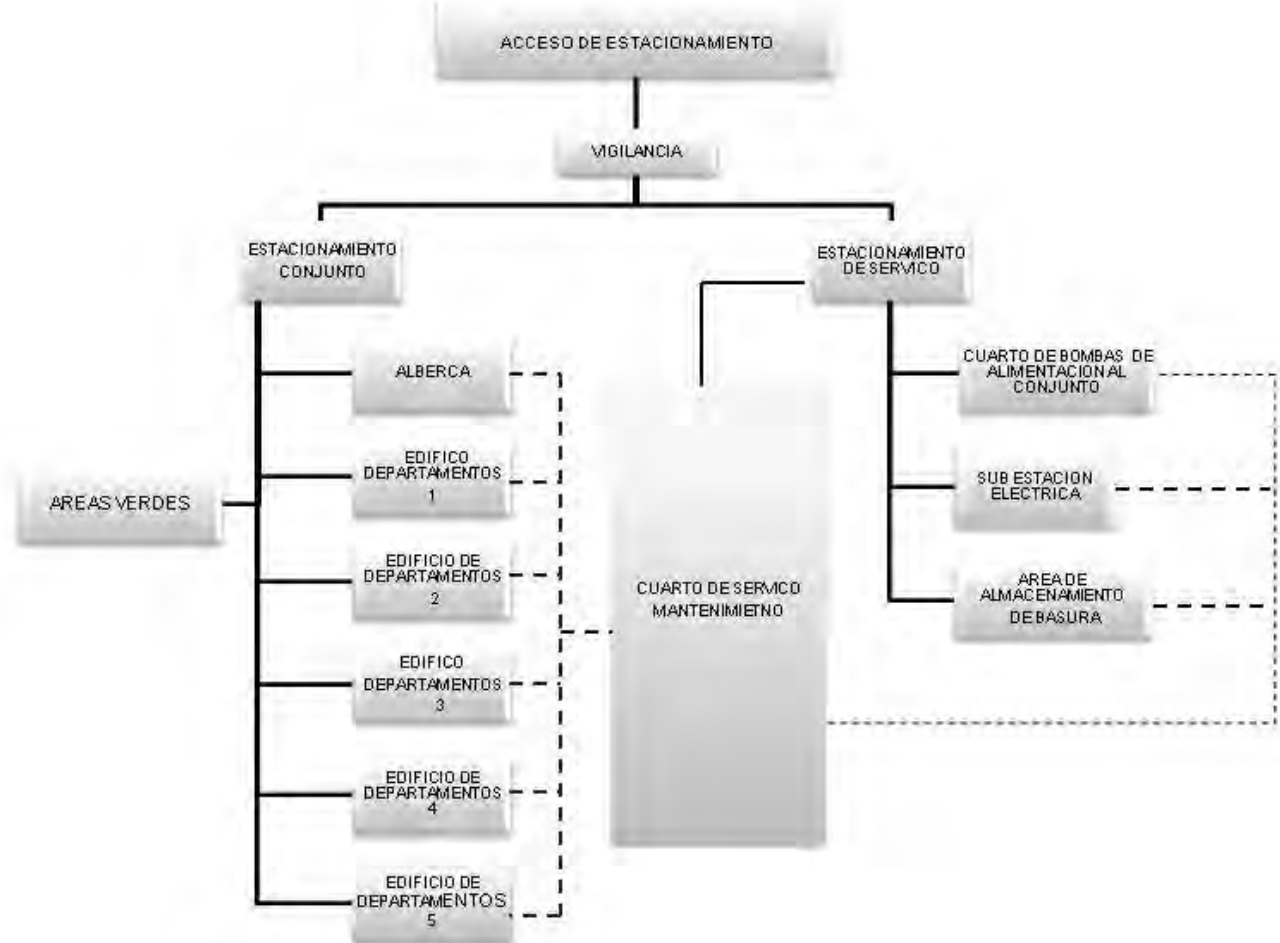 ACCESO DE ESTACIONAMIENTO
VIGILANCIA
ESTACIONAMIENTO
CONJUNTO
ESTACIONAMIENTO
DE SERVICO
ALBERCA
CUARTO DE BOMBAS DE
ALIMENTACION AL
CONJUNTO
EDIFICO
DEPARTAMENTOS
1
AREAS VERDES
SUB ESTACION
ELECTRICA
EDIFICIO DE
DEPARTAMENTOS
2
CUARTO DE SERVICO
MANTENIMIETNO
AREA DE
ALMACENAMIENTO
DE BASURA
EDIFICO
DEPARTAMENTOS
3
EDIFICIO DE
DEPARTAMENTOS
4
EDIFICIO DE
DEPARTAMENTOS
5